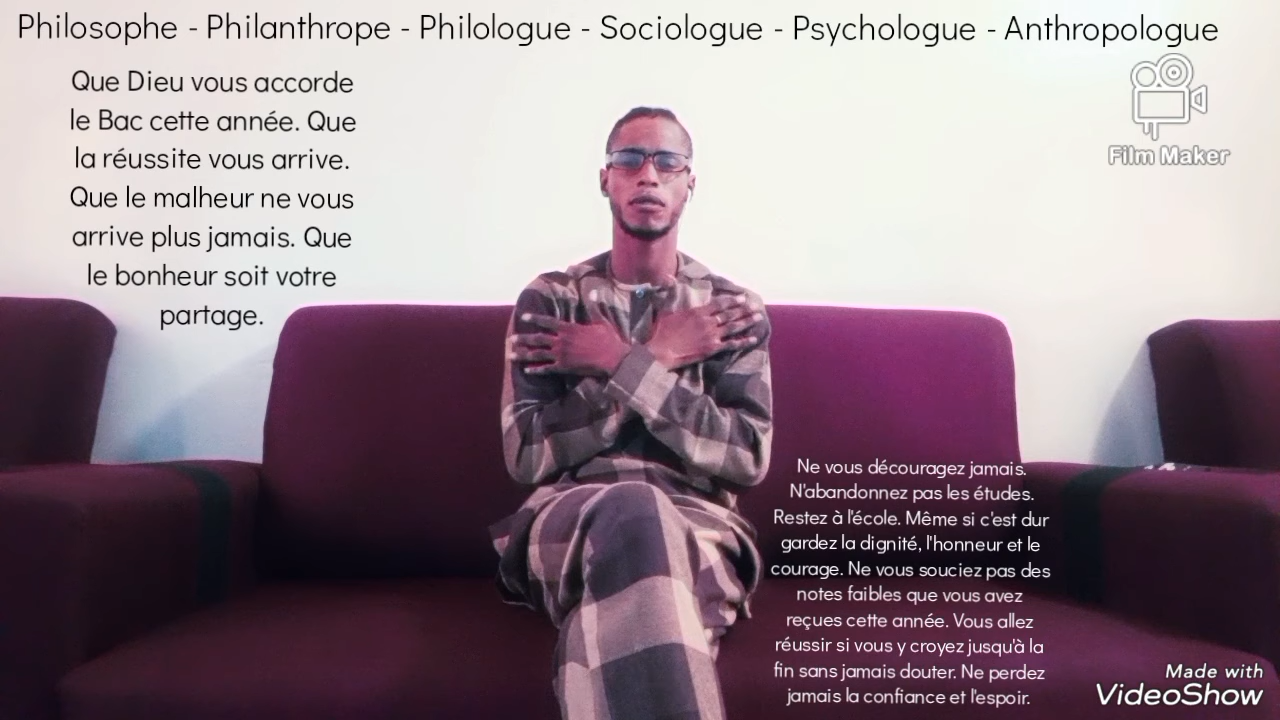 Philosophe - Philanthrope - Philologue - Sociologue - Psychologue - Anthropologue
Que Dieu vous accorde
le Bac cette année. Que
la réussite vous arrive.
Que le malheur ne vous
arrive plus jamais. Que
le bonheur soit votre
partage.
Film Maker
Ne vous découragez jamais.
N'abandonnez pas les études.
Restez à l'école. Même si c'est dur
gardez la dignité, l'honneur et le
courage. Ne vous souciez pas des
notes faibles que vous avez
reçues cette année. Vous allez
réussir si vous y croyez jusqu'à la
fin sans jamais douter. Ne perdez
jamais la confiance et l'espoir.
Made with
VideoShow